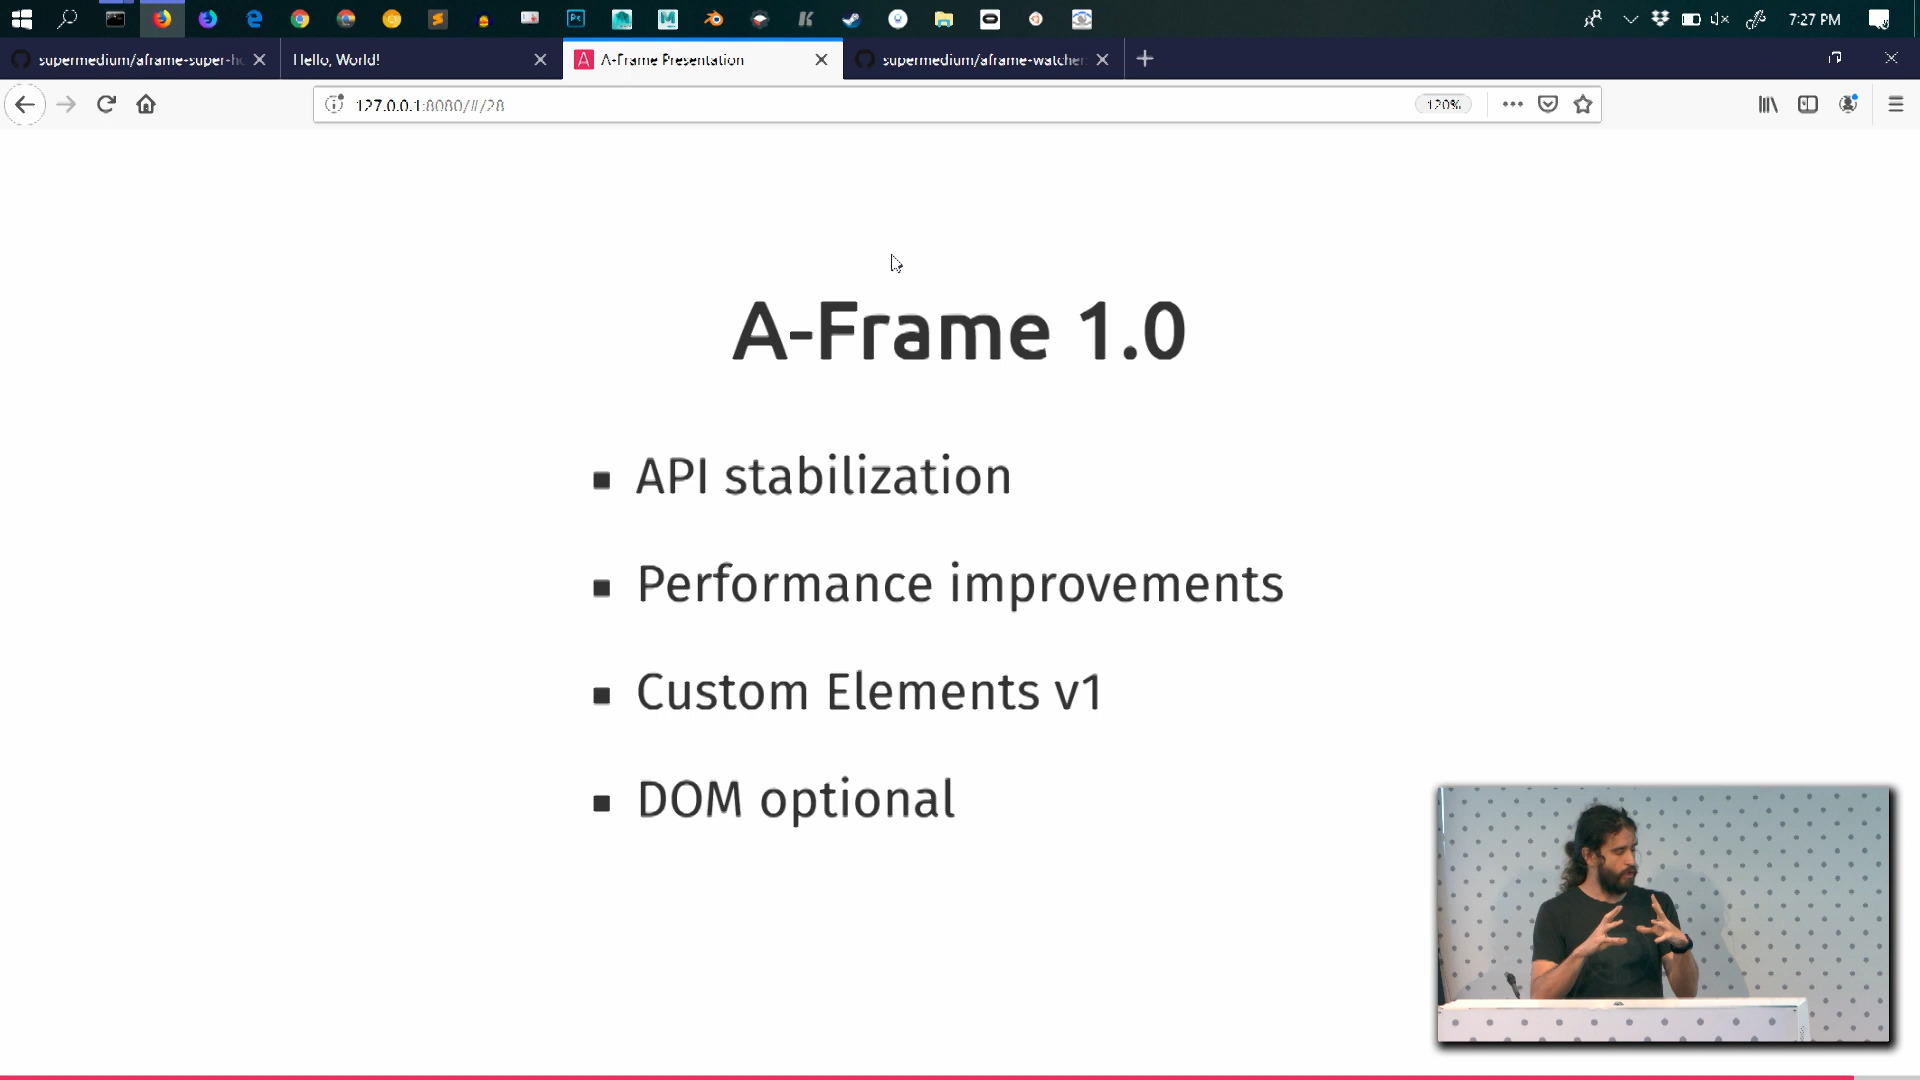 7:27 PM
supermedium/aframe-super-ho
Hello, World!
A-Frame Presentation
supermedium/aframe-watcher:
127.0.0.1:8080/#/28
120%
A-Frame 1.0
API stabilization
Performance improvements
Custom Elements v1
DOM optional